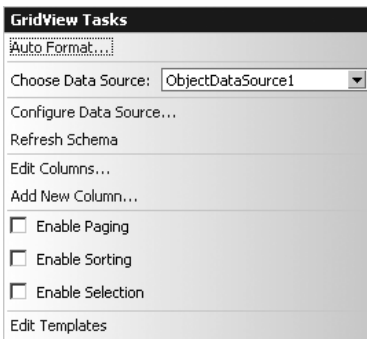 GridView Tasks
Auto Format...
Choose Data Source: ObjectDataSource1
Configure Data Source...
Refresh Schema
Edit Columns...
Add New Column...
Enable Paging
Enable Sorting
Enable Selection
Edit Templates